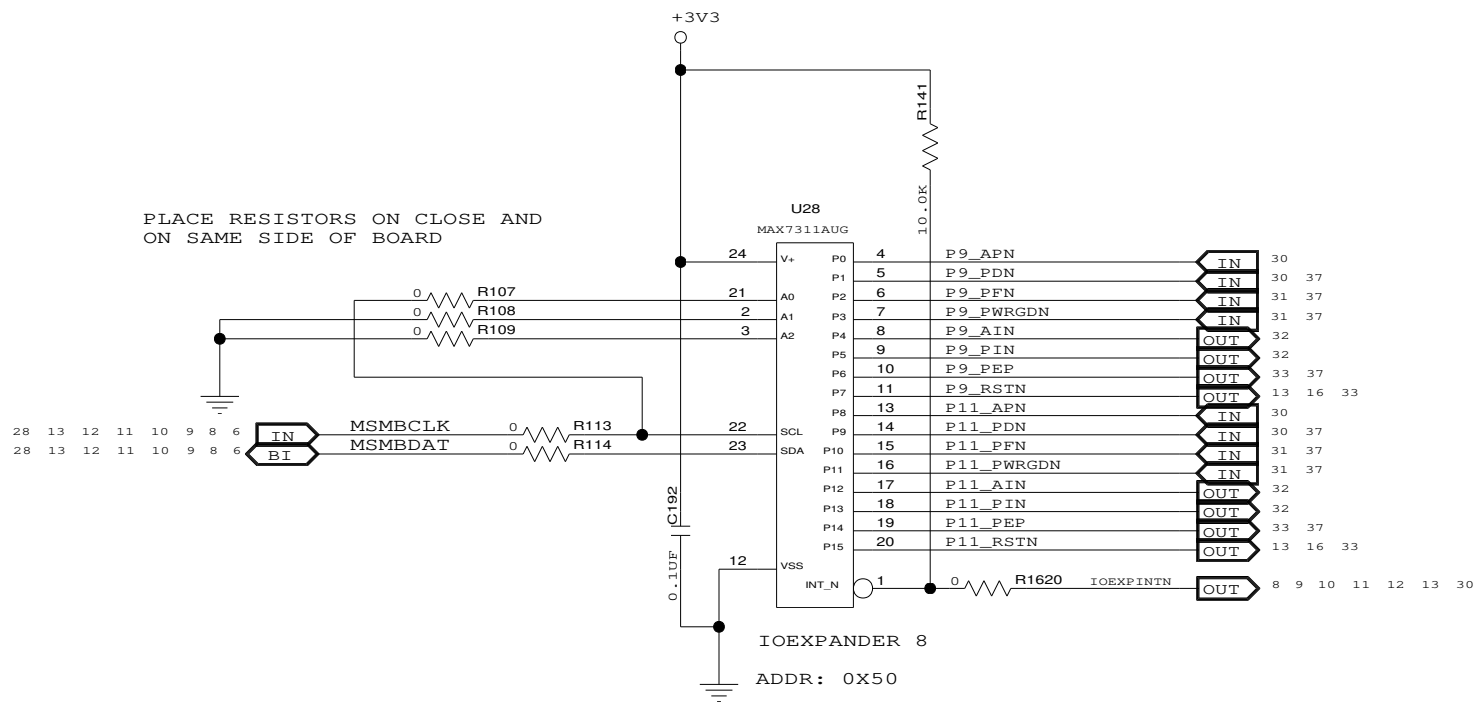 +3V3
R141
10.0K
PLACE RESISTORS ON CLOSE AND
ON SAME SIDE OF BOARD
U28
MAX7311AUG
24 V+ P0 4 P9_APN IN 30
P1 5 P9_PDN IN 30 37
0 R107 21 A0 P2 6 P9_PFN IN 31 37
0 R108 2 A1 P3 7 P9_PWRGDN IN 31 37
0 R109 3 A2 P4 8 P9_AIN OUT 32
P5 9 P9_PIN OUT 32
P6 10 P9_PEP OUT 33 37
P7 11 P9_RSTN OUT 13 16 33
P8 13 P11_APN IN 30
28 13 12 11 10 9 8 6 IN MSMBCLK 0 R113 22 SCL P9 14 P11_PDN IN 30 37
28 13 12 11 10 9 8 6 BI MSMBDAT 0 R114 23 SDA P10 15 P11_PFN IN 31 37
P11 16 P11_PWRGDN IN 31 37
P12 17 P11_AIN OUT 32
P13 18 P11_PIN OUT 32
P14 19 P11_PEP OUT 33 37
P15 20 P11_RSTN OUT 13 16 33
C192
0.1UF
12 VSS
INT_N 1 0 R1620 IOEXPINTN OUT 8 9 10 11 12 13 30
IOEXPANDER 8
ADDR: 0X50